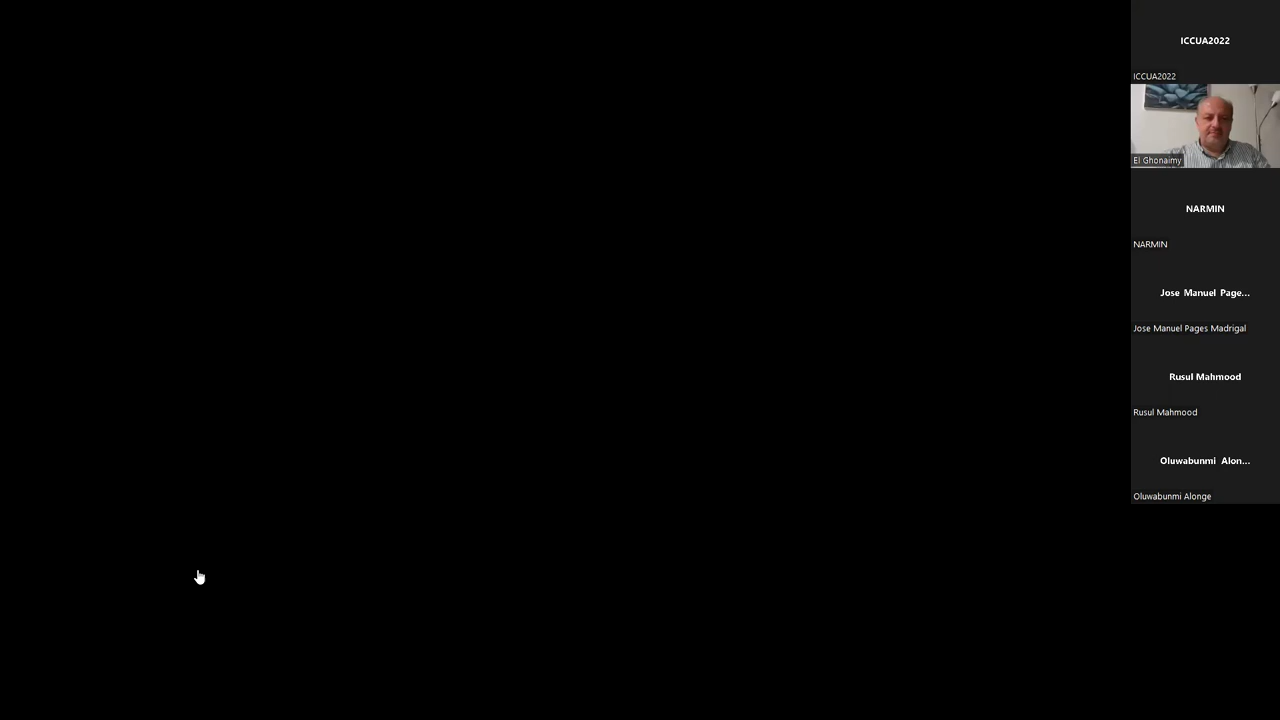 ICCUA2022
ICCUA2022
El Ghonaimy
NARMIN
NARMIN
Jose Manuel Page...
Jose Manuel Pages Madrigal
Rusul Mahmood
Rusul Mahmood
Oluwabunmi Alon...
Oluwabunmi Alonge